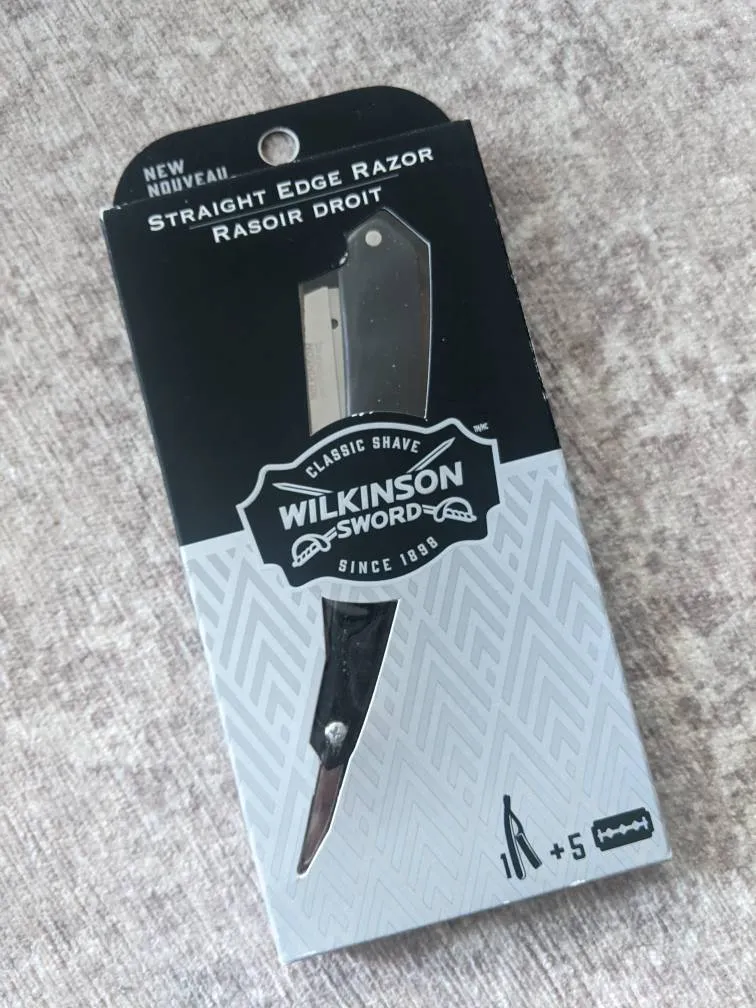 NEW
NOUVEAU
STRAIGHT EDGE RAZOR
RASOIR DROIT
CLASSIC SHAVE
WILKINSON
SWORD
SINCE 1898
1 +5